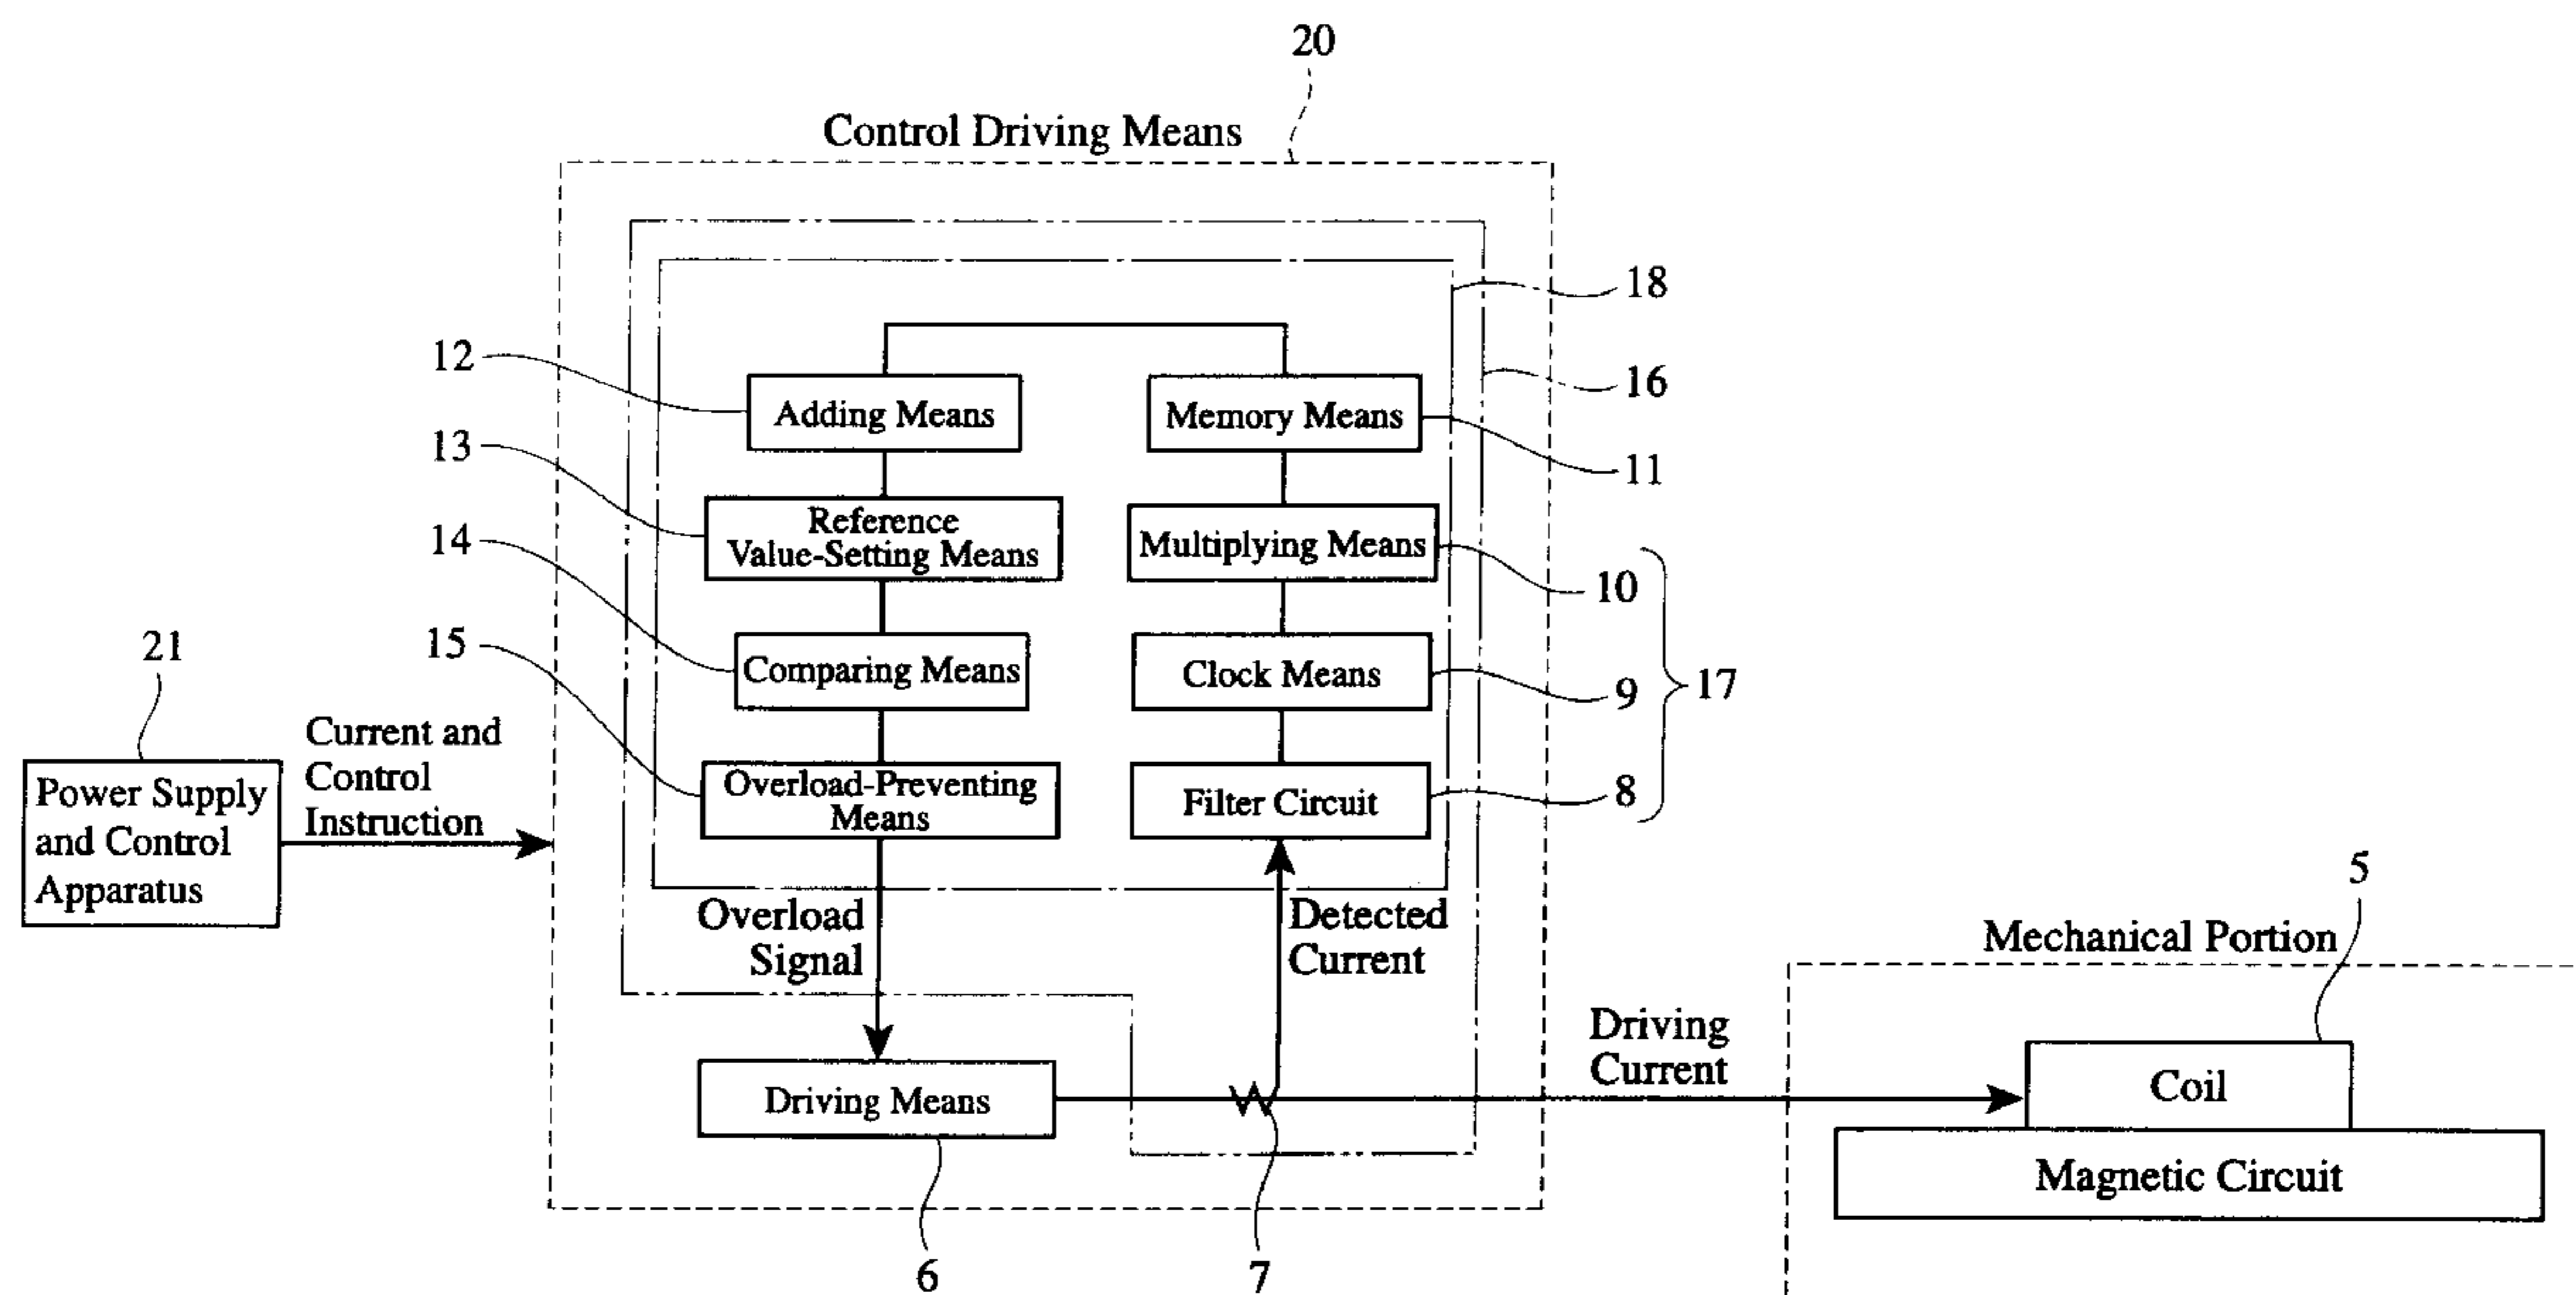 20
Control Driving Means
18
12
16
Adding Means
Memory Means
13
11
Reference
Value-Setting Means
14
Multiplying Means
10
15
Comparing Means
Clock Means
9
17
21
Current and
Control
Instruction
Power Supply
and Control
Apparatus
Overload-Preventing
Means
Filter Circuit
8
Overload
Signal
Detected
Current
5
Mechanical Portion
Driving
Current
Driving Means
Coil
Magnetic Circuit
6
7